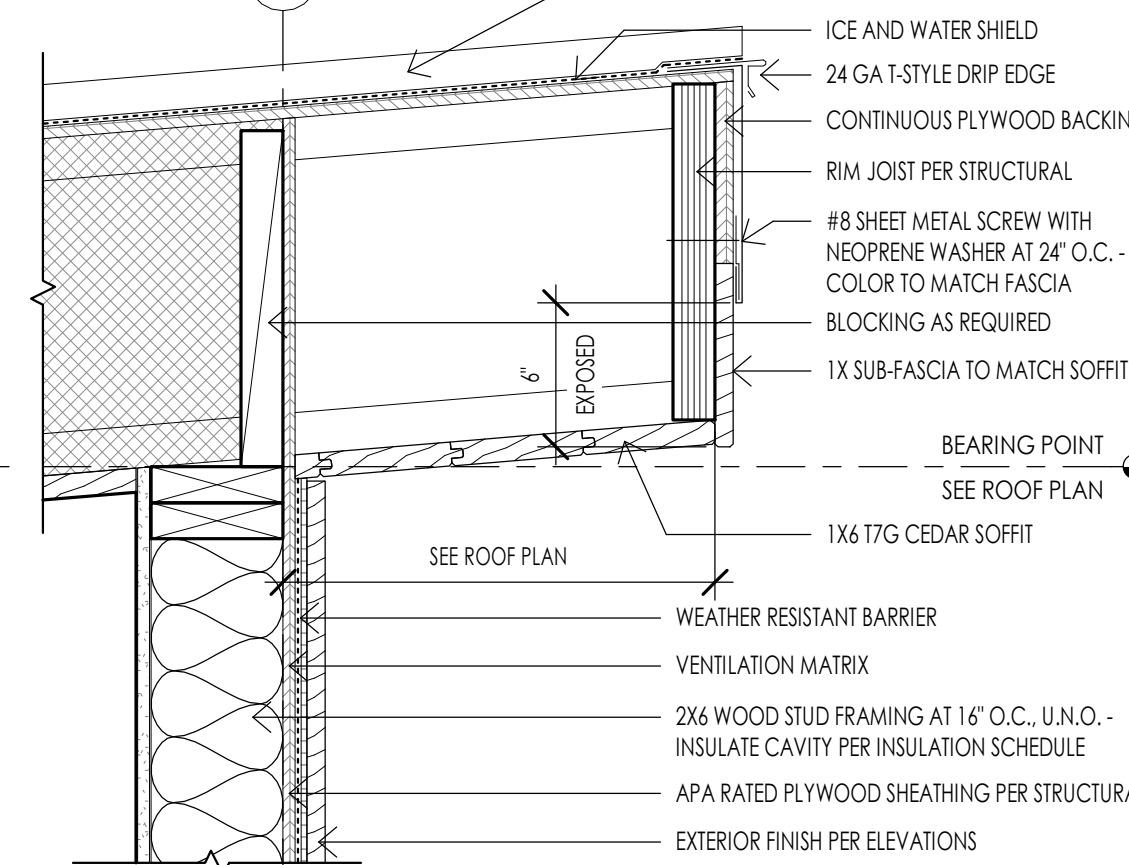 ICE AND WATER SHIELD
24 GA T-STYLE DRIP EDGE
CONTINUOUS PLYWOOD BACKIN
RIM JOIST PER STRUCTURAL
#8 SHEET METAL SCREW WITH
NEOPRENE WASHER AT 24" O.C. -
COLOR TO MATCH FASCIA
BLOCKING AS REQUIRED
6"
EXPOSED
1X SUB-FASCIA TO MATCH SOFFIT
BEARING POINT
SEE ROOF PLAN
1X6 T7G CEDAR SOFFIT
SEE ROOF PLAN
WEATHER RESISTANT BARRIER
VENTILATION MATRIX
2X6 WOOD STUD FRAMING AT 16" O.C., U.N.O. -
INSULATE CAVITY PER INSULATION SCHEDULE
APA RATED PLYWOOD SHEATHING PER STRUCTURA
EXTERIOR FINISH PER ELEVATIONS